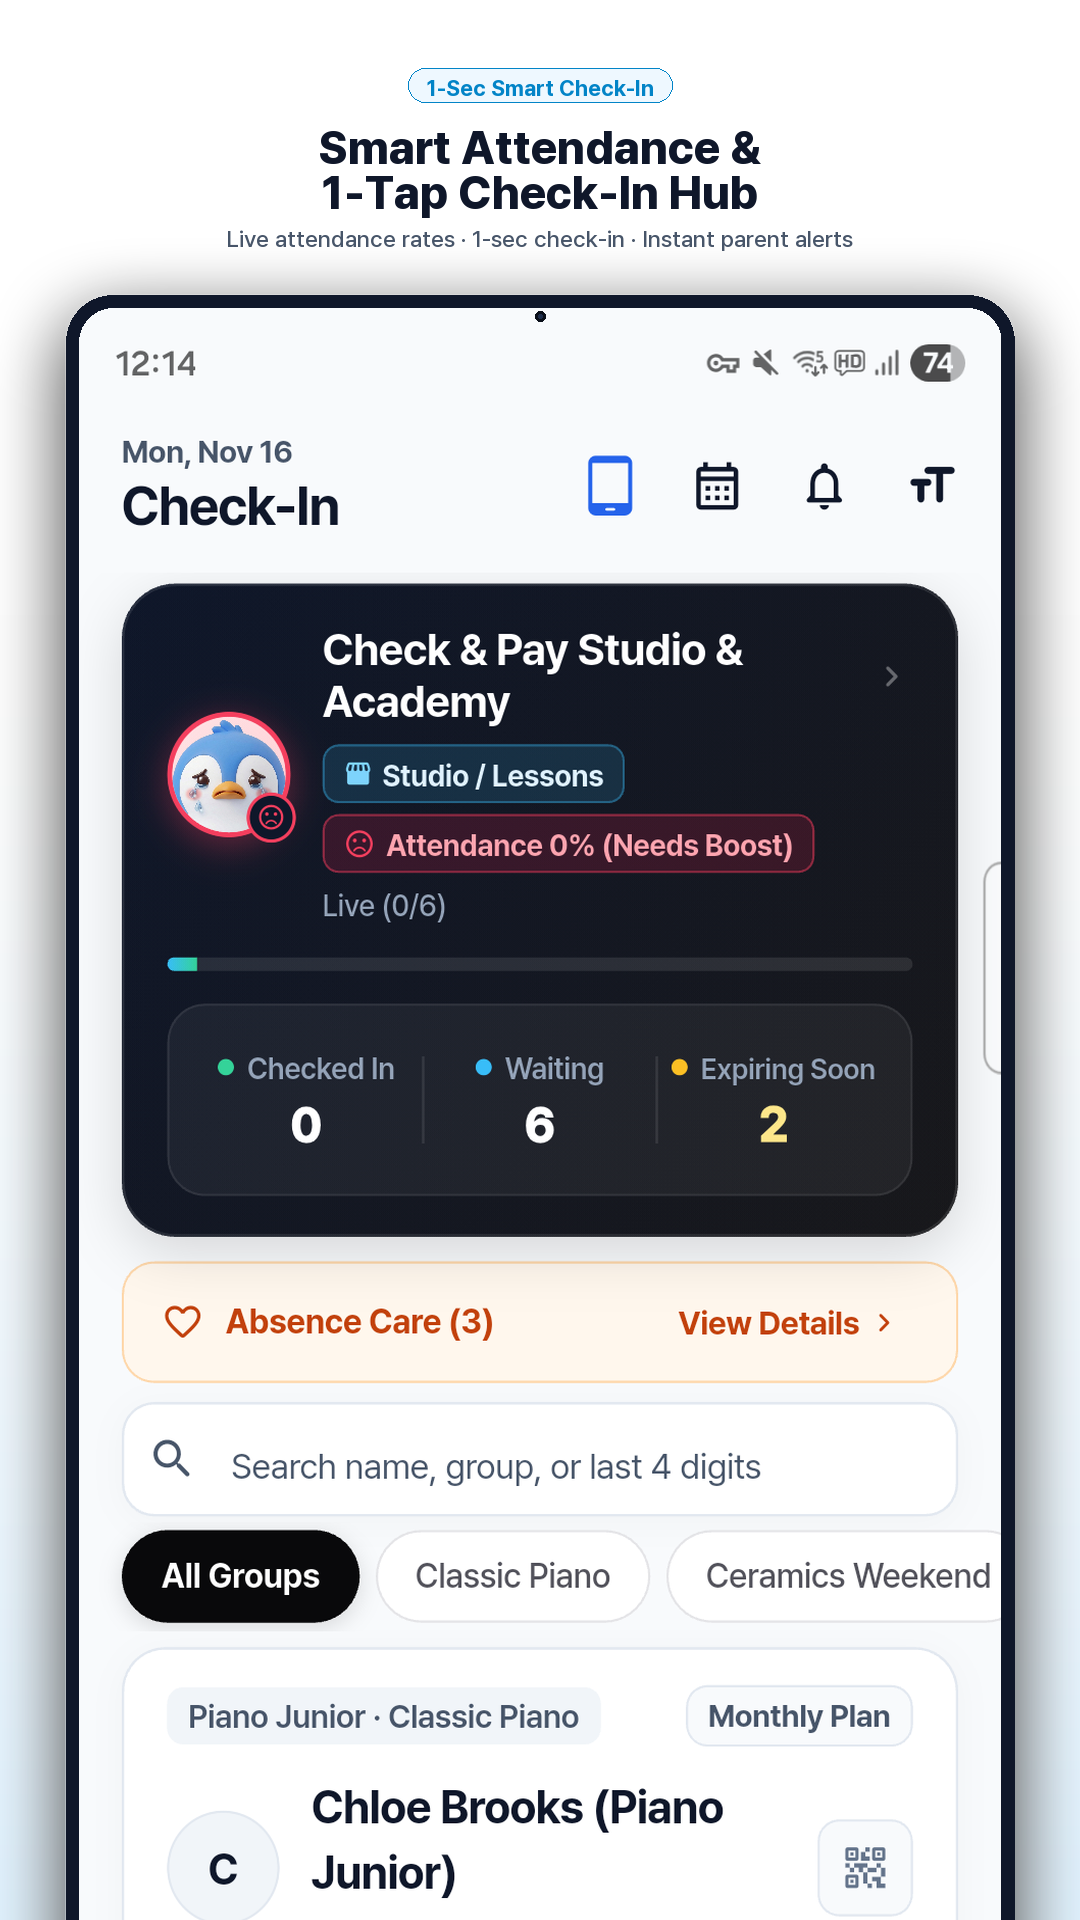 1-Sec Smart Check-In
Smart Attendance &
1-Tap Check-In Hub
Live attendance rates · 1-sec check-in · Instant parent alerts
12:14
5
HD
74
Mon, Nov 16
Check-In
Check & Pay Studio &
Academy
Studio / Lessons
Attendance 0% (Needs Boost)
Live (0/6)
Checked In
Waiting
Expiring Soon
0
6
2
Absence Care (3)
View Details
Search name, group, or last 4 digits
All Groups
Classic Piano
Ceramics Weekend
Piano Junior · Classic Piano
Monthly Plan
Chloe Brooks (Piano
Junior)
C